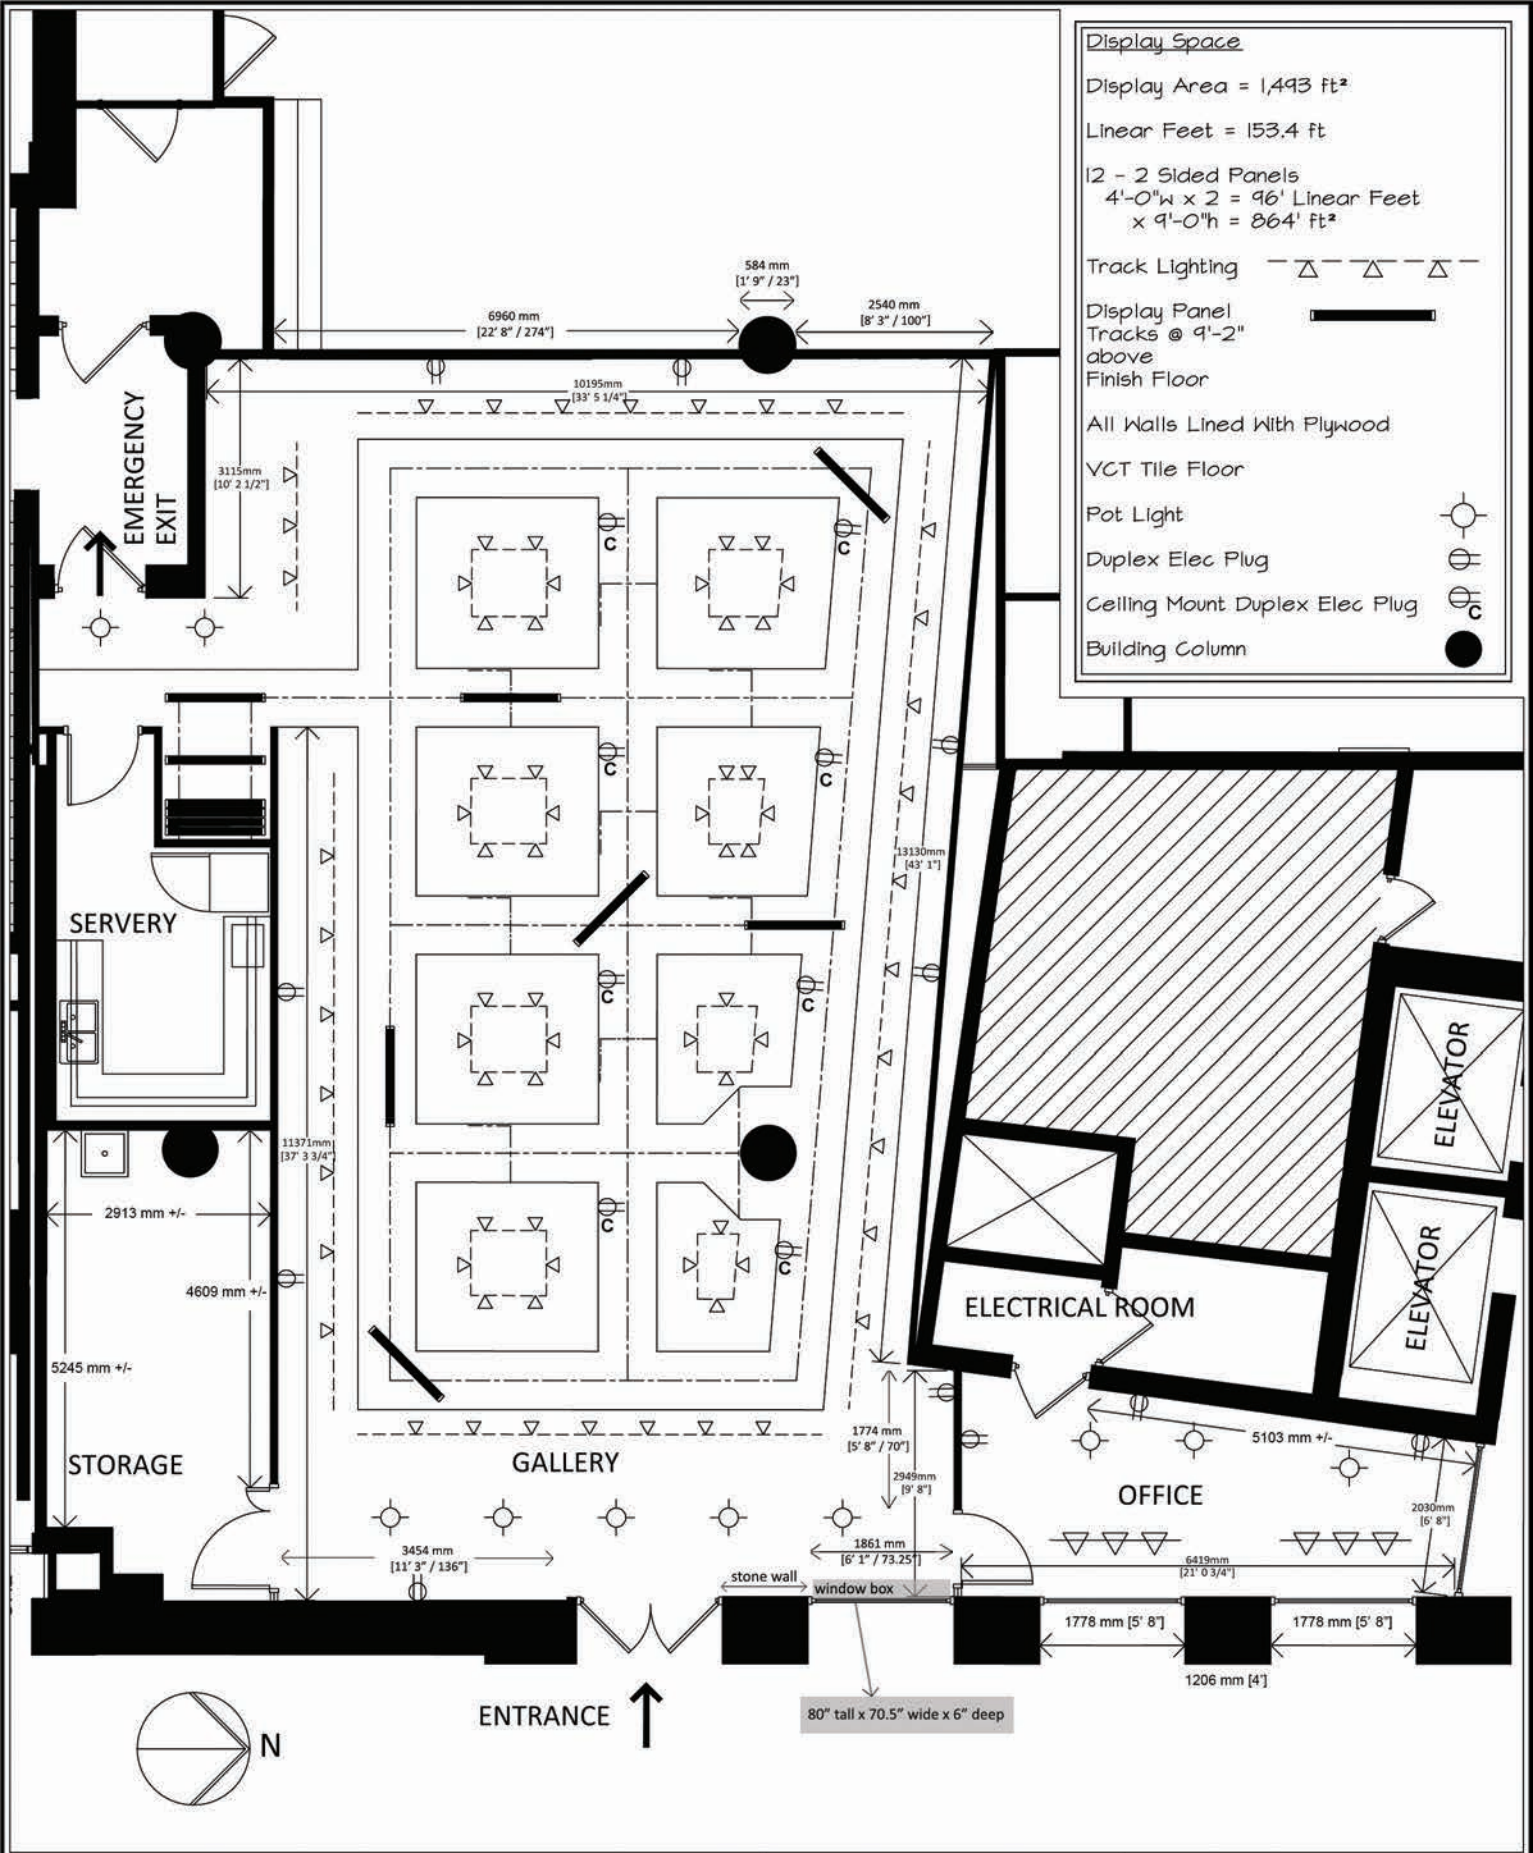 Display Space
Display Area = 1,493 ft²
Linear Feet = 153.4 ft
12 - 2 Sided Panels
4'-0"w x 2 = 96' Linear Feet
x 9'-0"h = 864' ft²
Track Lighting
Display Panel
Tracks @ 9'-2"
above
Finish Floor
All Walls Lined With Plywood
VCT Tile Floor
Pot Light
Duplex Elec Plug
Ceiling Mount Duplex Elec Plug
C
Building Column
584 mm
[1' 9" / 23"]
6960 mm
[22' 8" / 274"]
2540 mm
[8' 3" / 100"]
10195mm
[33' 5 1/4"]
3115mm
[10' 2 1/2"]
EMERGENCY
EXIT
C
C
C
C
13130mm
[43' 1"]
SERVERY
C
C
ELEVATOR
11371mm
[37' 3 3/4"]
2913 mm +/-
C
C
4609 mm +/-
ELECTRICAL ROOM
ELEVATOR
5245 mm +/-
1774 mm
[5' 8" / 70"]
5103 mm +/-
STORAGE
GALLERY
2949mm
[9' 8"]
OFFICE
2030mm
[6' 8"]
3454 mm
[11' 3" / 136"]
1861 mm
[6' 1" / 73.25"]
6419mm
[21' 0 3/4"]
stone wall
window box
1778 mm [5' 8"]
1778 mm [5' 8"]
1206 mm [4']
ENTRANCE
80" tall x 70.5" wide x 6" deep
N